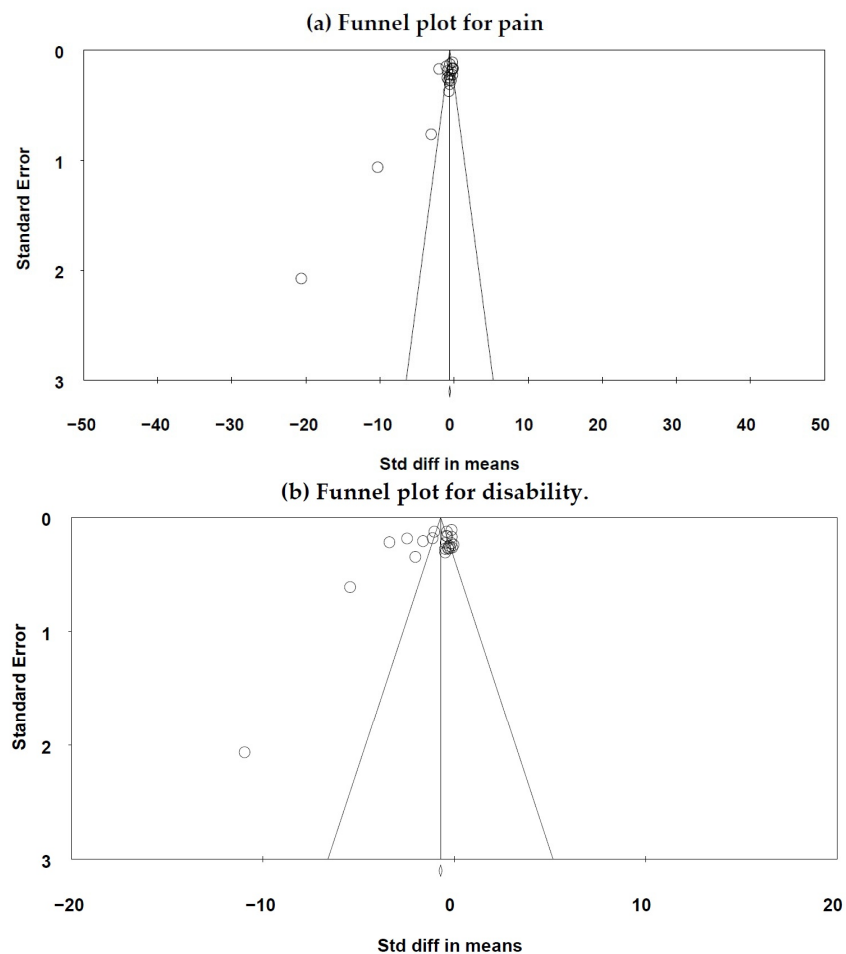 (a) Funnel plot for pain
0
1
2
3
Standard Error
−50 −40 −30 −20 −10 0 10 20 30 40 50
Std diff in means
(b) Funnel plot for disability.
0
1
2
3
Standard Error
−20 −10 0 10 20
Std diff in means